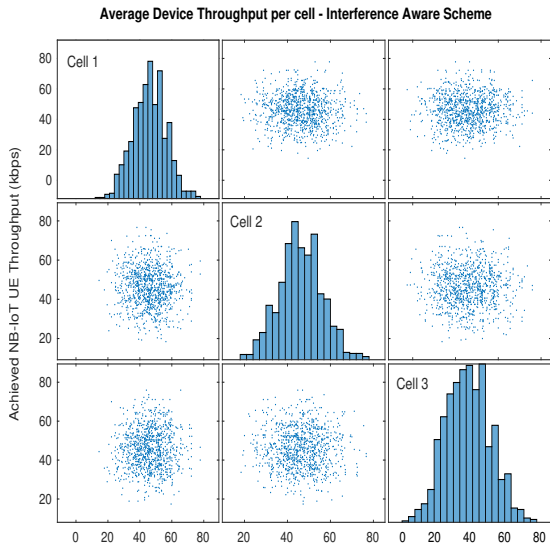 Average Device Throughput per cell - Interference Aware Scheme
Achieved NB-IoT UE Throughput (kbps)
Cell 1
80
60
40
20
0
Cell 2
80
60
40
20
Cell 3
80
60
40
20
0 20 40 60 80
20 40 60 80
0 20 40 60 80